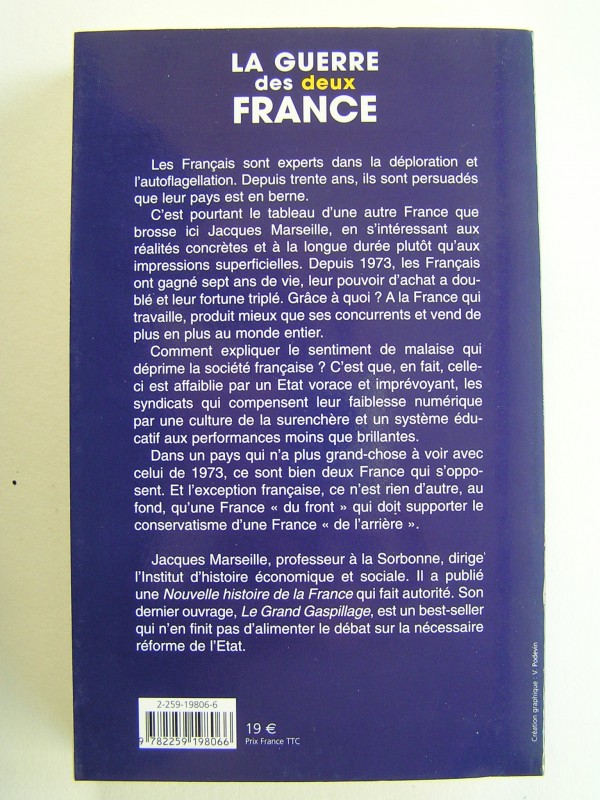 LA GUERRE
des deux
FRANCE
Les Français sont experts dans la déploration et
l'autoflagellation. Depuis trente ans, ils sont persuadés
que leur pays est en berne.
C'est pourtant le tableau d'une autre France que
brosse ici Jacques Marseille, en s'intéressant aux
réalités concrètes et à la longue durée plutôt qu'aux
impressions superficielles. Depuis 1973, les Français
ont gagné sept ans de vie, leur pouvoir d'achat a dou-
blé et leur fortune triplé. Grâce à quoi ? A la France qui
travaille, produit mieux que ses concurrents et vend de
plus en plus au monde entier.
Comment expliquer le sentiment de malaise qui
déprime la société française ? C'est que, en fait, celle-
ci est affaiblie par un Etat vorace et imprévoyant, les
syndicats qui compensent leur faiblesse numérique
par une culture de la surenchère et un système édu-
catif aux performances moins que brillantes.
Dans un pays qui n'a plus grand-chose à voir avec
celui de 1973, ce sont bien deux France qui s'oppo-
sent. Et l'exception française, ce n'est rien d'autre, au
fond, qu'une France « du front » qui doit supporter le
conservatisme d'une France « de l'arrière ».
Jacques Marseille, professeur à la Sorbonne, dirige
l'Institut d'histoire économique et sociale. Il a publié
une Nouvelle histoire de la France qui fait autorité. Son
dernier ouvrage, Le Grand Gaspillage, est un best-seller
qui n'en finit pas d'alimenter le débat sur la nécessaire
réforme de l'Etat.
2-259-19806-6
9 782259 198066
19 €
Prix France TTC
Création graphique : V. Podevin